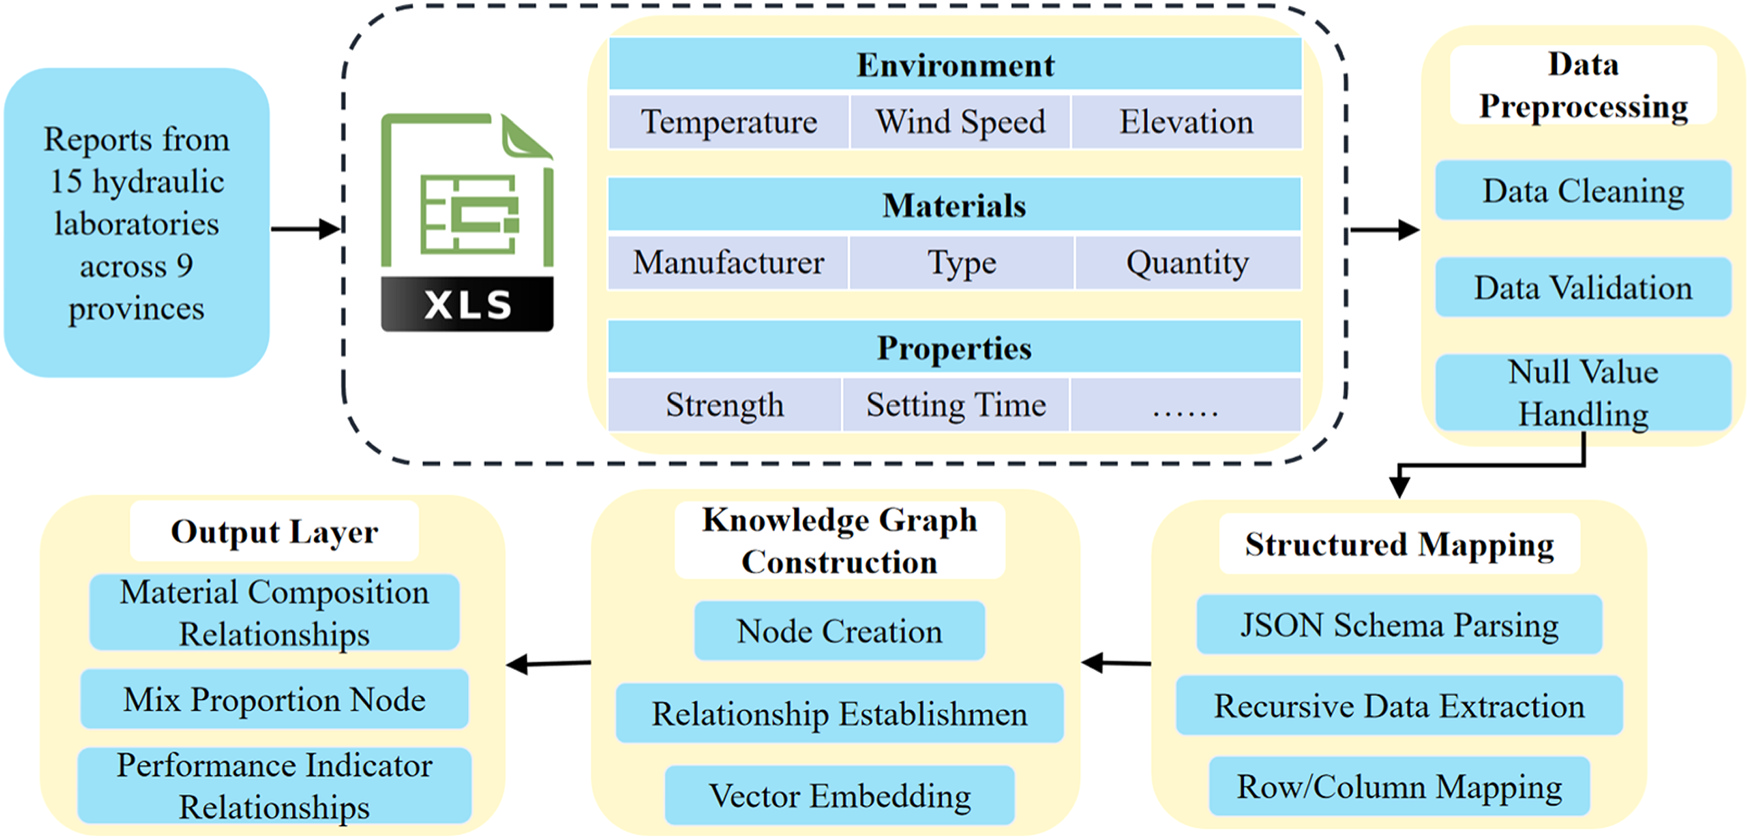 Reports from
15 hydraulic
laboratories
across 9
provinces
XLS
Environment
Temperature Wind Speed Elevation
Materials
Manufacturer Type Quantity
Properties
Strength Setting Time ……
Data
Preprocessing
Data Cleaning
Data Validation
Null Value
Handling
Structured Mapping
JSON Schema Parsing
Recursive Data Extraction
Row/Column Mapping
Knowledge Graph
Construction
Node Creation
Relationship Establishmen
Vector Embedding
Output Layer
Material Composition
Relationships
Mix Proportion Node
Performance Indicator
Relationships